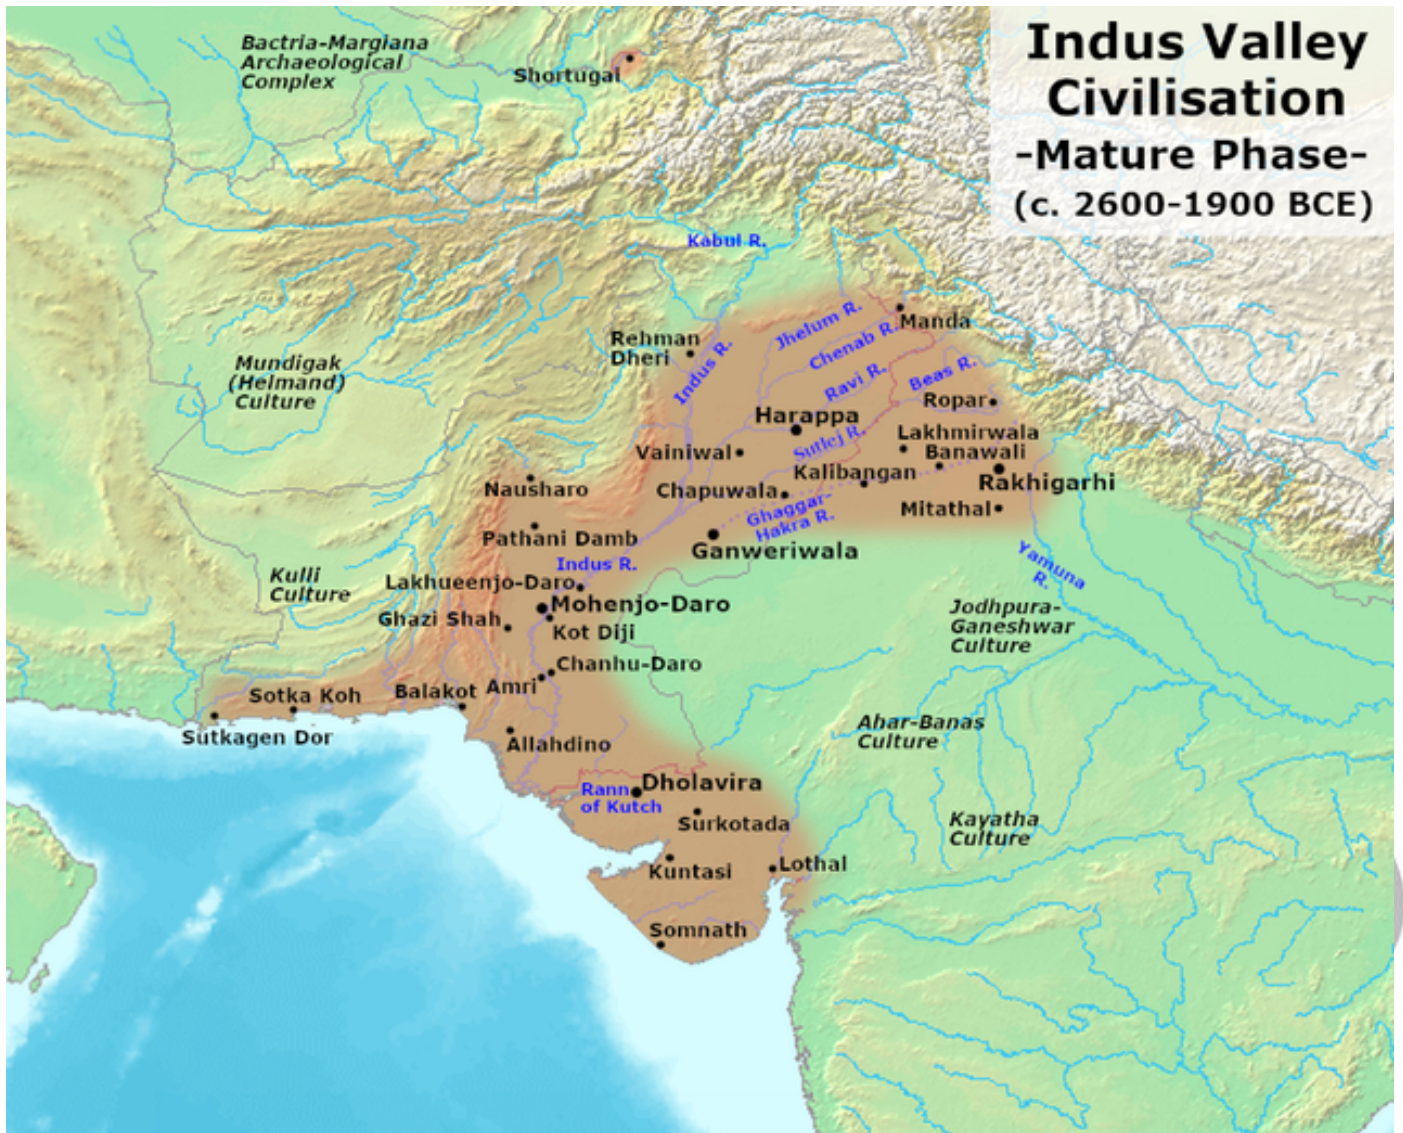 Indus Valley
Civilisation
-Mature Phase-
(c. 2600-1900 BCE)
Bactria-Margiana
Archaeological
Complex
Shortugal
Kabul R.
Manda
Jhelum R.
Chenab R.
Rehman
Dheri
Indus R.
Mundigak
(Helmand)
Culture
Ravi R.
Beas R.
Ropar
Harappa
Sutlej R.
Lakhmirwala
Banawali
Vainiwal
Kalibangan
Rakhigarhi
Nausharo
Chapuwala
Ghaggar-
Hakra R.
Mitathal
Pathani Damb
Ganweriwala
Indus R.
Yamuna
R.
Kulli
Culture
Lakhueenjo-Daro
Mohenjo-Daro
Ghazi Shah
Kot Diji
Jodhpura-
Ganeshwar
Culture
Chanhu-Daro
Amri
Sotka Koh
Balakot
Sutkagen Dor
Allahdino
Ahar-Banas
Culture
Dholavira
Rann
of Kutch
Surkotada
Kayatha
Culture
Kuntasi
Lothal
Somnath